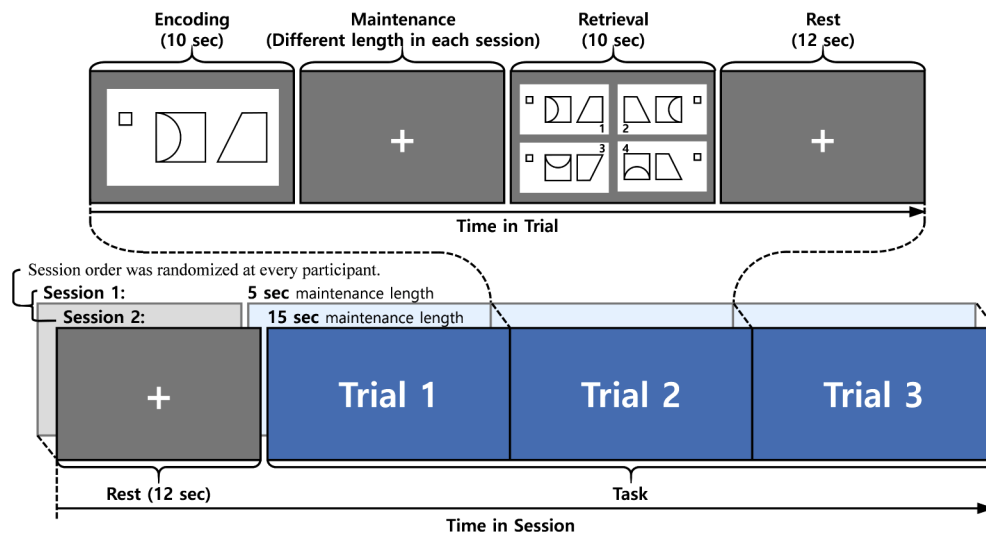 Encoding
(10 sec)
Maintenance
(Different length in each session)
Retrieval
(10 sec)
Rest
(12 sec)
1
2
3
4
Time in Trial
Session order was randomized at every participant.
Session 1: 5 sec maintenance length
Session 2: 15 sec maintenance length
Trial 1
Trial 2
Trial 3
Rest (12 sec)
Task
Time in Session